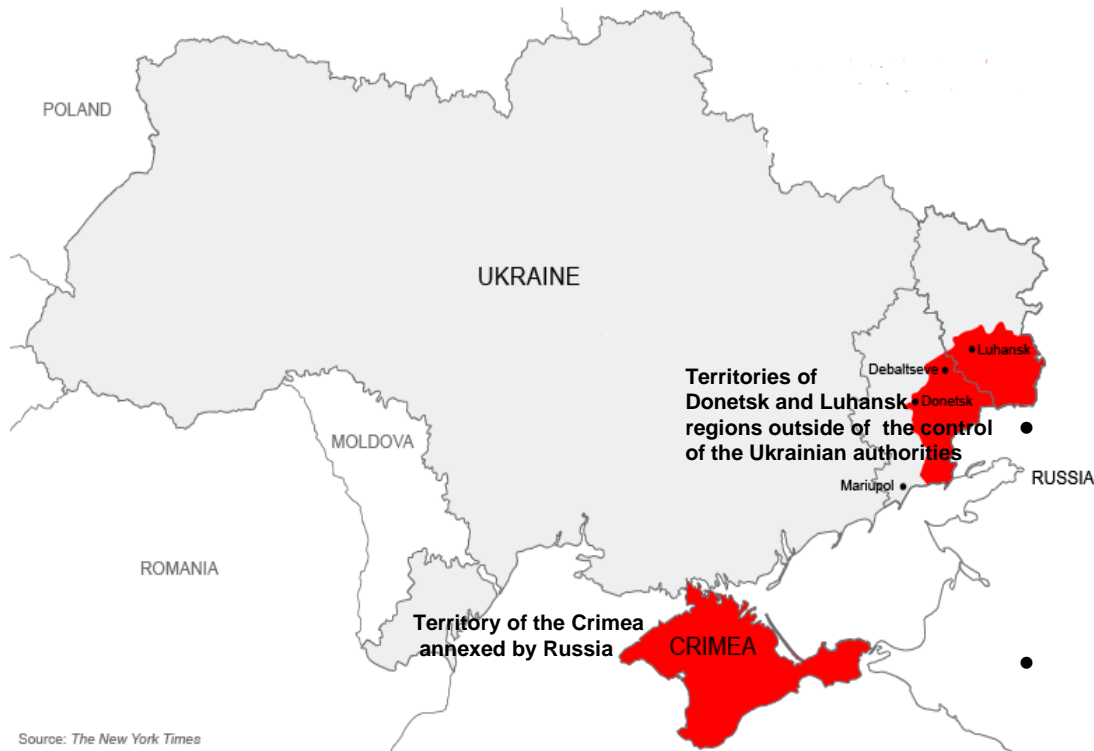 POLAND
UKRAINE
Luhansk
Debaltseve
Territories of
Donetsk and Luhansk
Donetsk
regions outside of the control
of the Ukrainian authorities
MOLDOVA
Mariupol
RUSSIA
ROMANIA
Territory of the Crimea
annexed by Russia
CRIMEA
Source: The New York Times